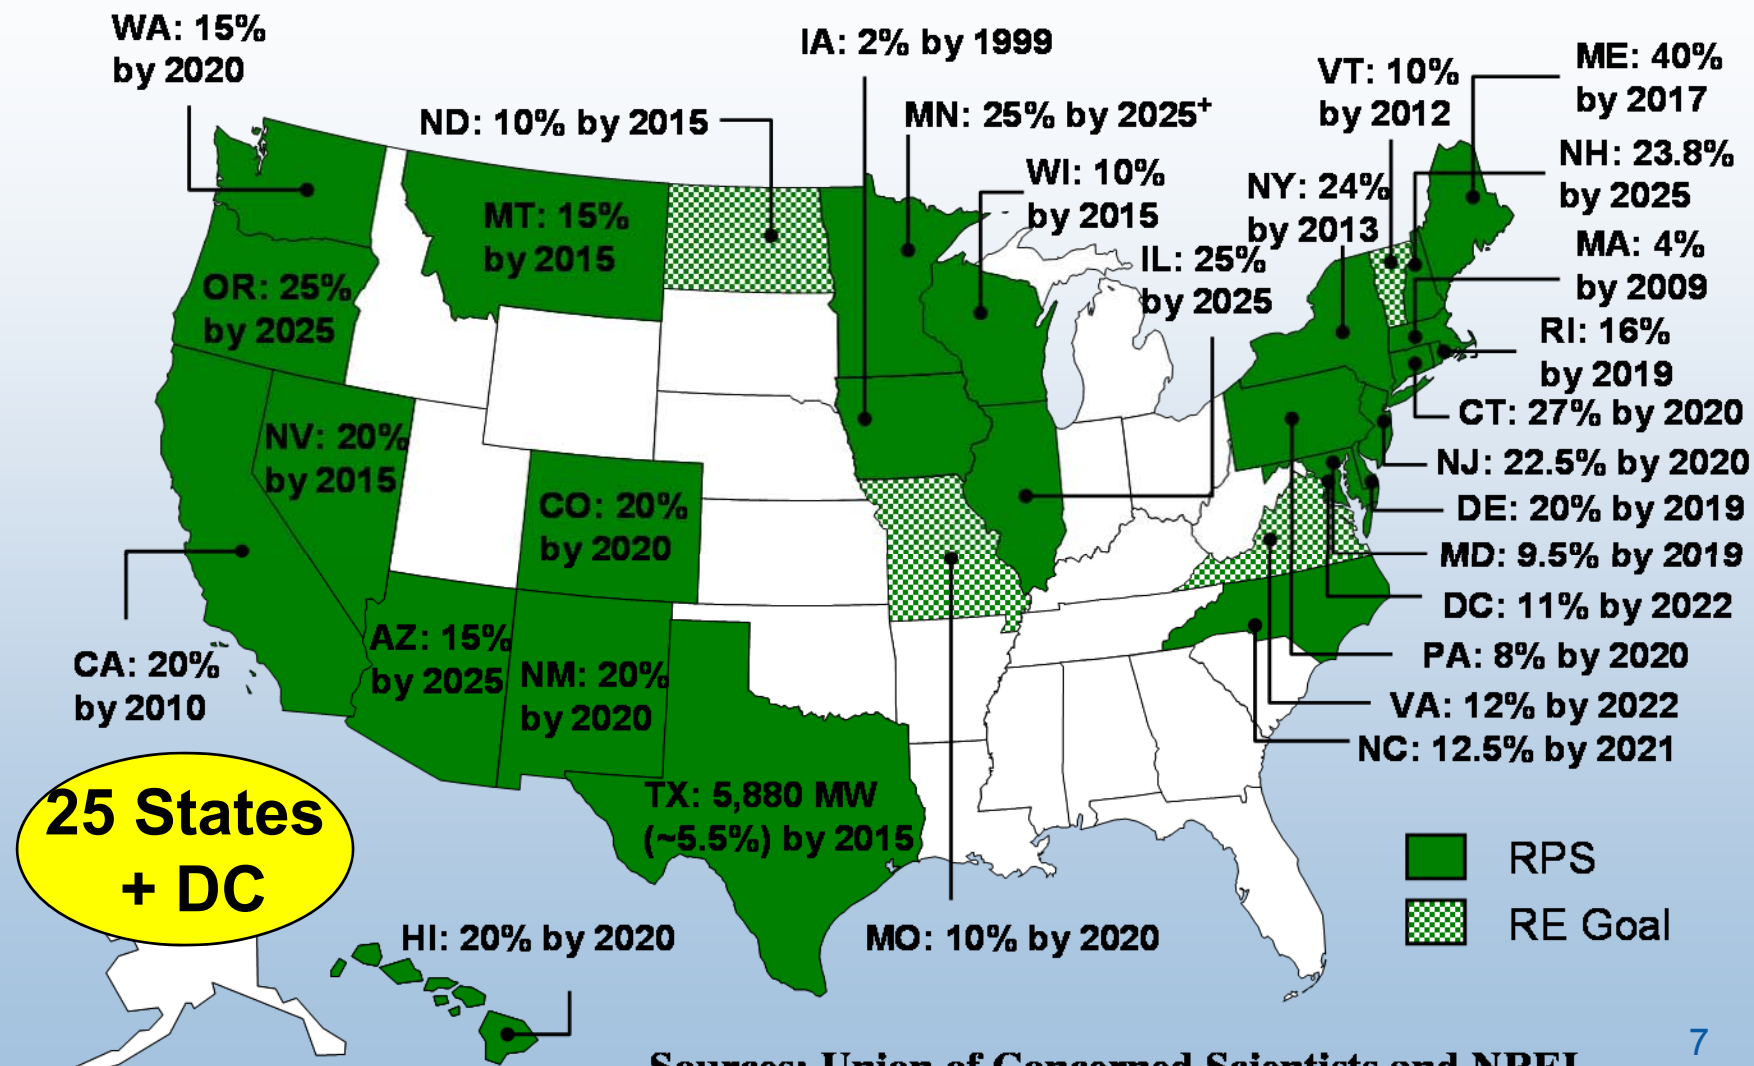 WA: 15%
by 2020
IA: 2% by 1999
ND: 10% by 2015
MN: 25% by 2025+
VT: 10%
by 2012
ME: 40%
by 2017
NH: 23.8%
by 2025
WI: 10%
by 2015
NY: 24%
by 2013
MT: 15%
by 2015
MA: 4%
by 2009
IL: 25%
by 2025
OR: 25%
by 2025
RI: 16%
by 2019
CT: 27% by 2020
NV: 20%
by 2015
NJ: 22.5% by 2020
CO: 20%
by 2020
DE: 20% by 2019
MD: 9.5% by 2019
DC: 11% by 2022
CA: 20%
by 2010
AZ: 15%
by 2025
NM: 20%
by 2020
PA: 8% by 2020
VA: 12% by 2022
NC: 12.5% by 2021
25 States
+ DC
TX: 5,880 MW
(~5.5%) by 2015
RPS
RE Goal
HI: 20% by 2020
MO: 10% by 2020
Sources: Union of Concerned Scientists and NREL
7